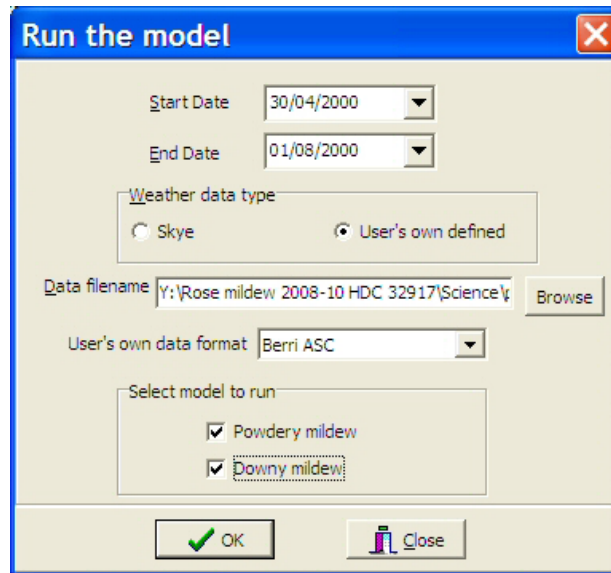 Run the model
Start Date 30/04/2000
End Date 01/08/2000
Weather data type
Skye User's own defined
Data filename Y:\Rose mildew 2008-10 HDC 32917\Science\ Browse
User's own data format Berri ASC
Select model to run
Powdery mildew
Downy mildew
OK Close